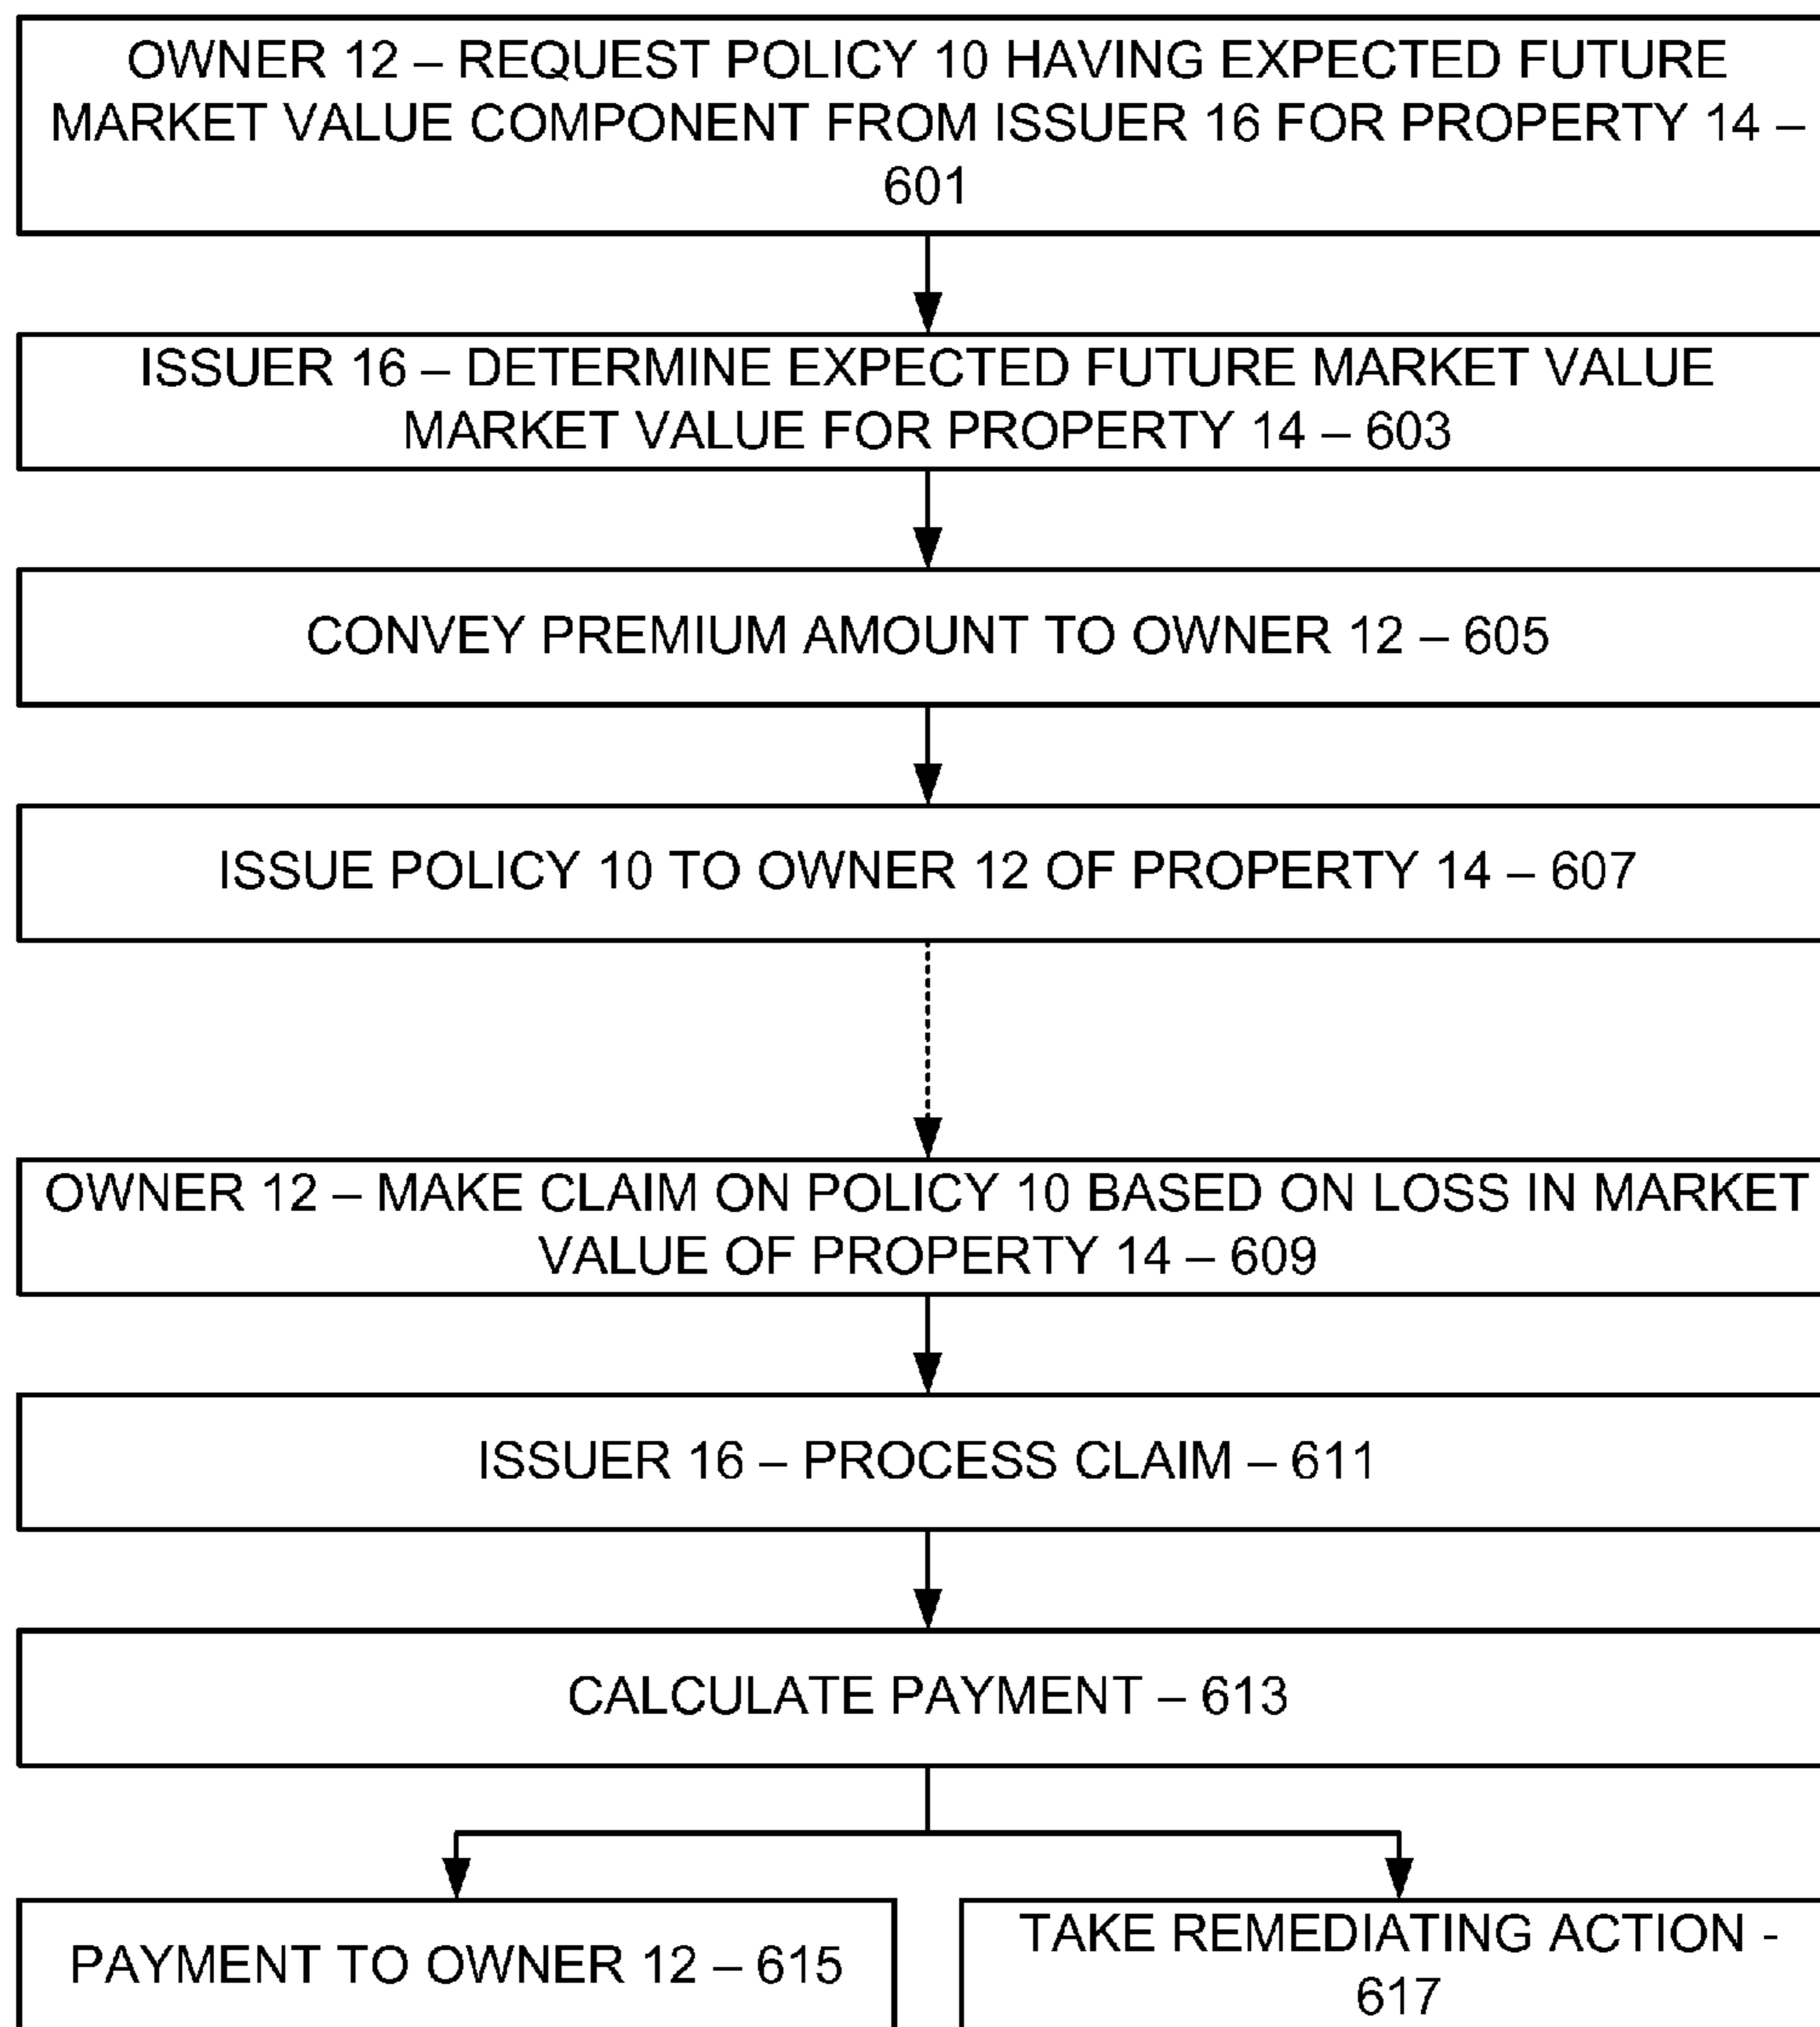 OWNER 12 – REQUEST POLICY 10 HAVING EXPECTED FUTURE
MARKET VALUE COMPONENT FROM ISSUER 16 FOR PROPERTY 14 –
601
ISSUER 16 – DETERMINE EXPECTED FUTURE MARKET VALUE
MARKET VALUE FOR PROPERTY 14 – 603
CONVEY PREMIUM AMOUNT TO OWNER 12 – 605
ISSUE POLICY 10 TO OWNER 12 OF PROPERTY 14 – 607
OWNER 12 – MAKE CLAIM ON POLICY 10 BASED ON LOSS IN MARKET
VALUE OF PROPERTY 14 – 609
ISSUER 16 – PROCESS CLAIM – 611
CALCULATE PAYMENT – 613
PAYMENT TO OWNER 12 – 615
TAKE REMEDIATING ACTION -
617